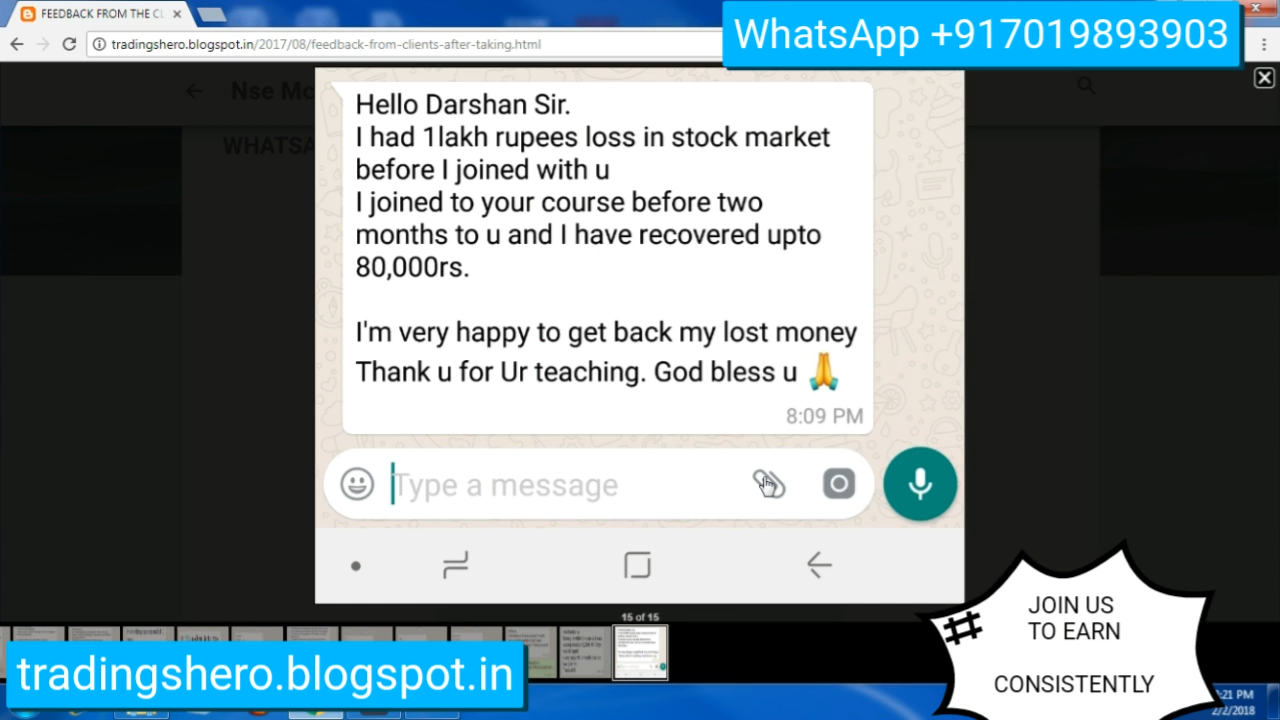 FEEDBACK FROM THE CL
WhatsApp +917019893903
tradingshero.blogspot.in/2017/08/feedback-from-clients-after-taking.html
Nse Mc
WHATSA
Hello Darshan Sir.
I had 1lakh rupees loss in stock market
before I joined with u
I joined to your course before two
months to u and I have recovered upto
80,000rs.
I'm very happy to get back my lost money
Thank u for Ur teaching. God bless u 🙏
8:09 PM
Type a message
15 of 15
JOIN US
# TO EARN
CONSISTENTLY
tradingshero.blogspot.in
:21 PM
2/2/2018